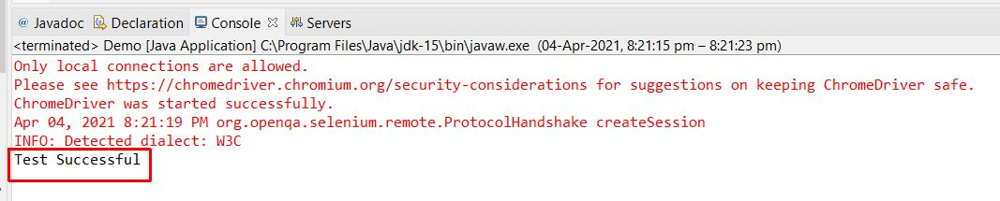 @ Javadoc Declaration Console Servers
<terminated> Demo [Java Application] C:\Program Files\Java\jdk-15\bin\javaw.exe (04-Apr-2021, 8:21:15 pm – 8:21:23 pm)
Only local connections are allowed.
Please see https://chromedriver.chromium.org/security-considerations for suggestions on keeping ChromeDriver safe.
ChromeDriver was started successfully.
Apr 04, 2021 8:21:19 PM org.openqa.selenium.remote.ProtocolHandshake createSession
INFO: Detected dialect: W3C
Test Successful